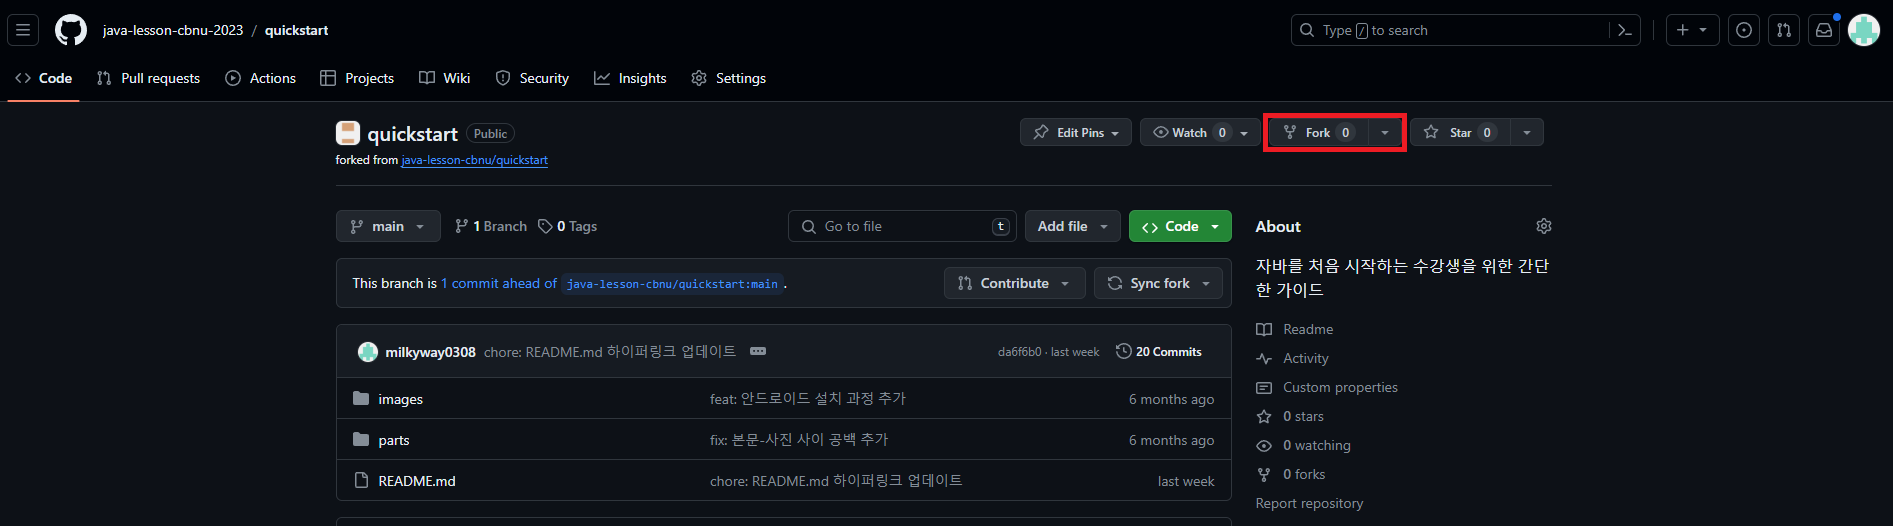 java-lesson-cbnu-2023 / quickstart
Type / to search
Code Pull requests Actions Projects Wiki Security Insights Settings
quickstart Public
Edit Pins Watch 0 Fork 0 Star 0
forked from java-lesson-cbnu/quickstart
main 1 Branch 0 Tags Go to file t Add file Code
This branch is 1 commit ahead of java-lesson-cbnu/quickstart:main.
Contribute Sync fork
milkyway0308 chore: README.md 하이퍼링크 업데이트 da6f6b0 · last week 20 Commits
images feat: 안드로이드 설치 과정 추가 6 months ago
parts fix: 본문-사진 사이 공백 추가 6 months ago
README.md chore: README.md 하이퍼링크 업데이트 last week
About
자바를 처음 시작하는 수강생을 위한 간단
한 가이드
Readme
Activity
Custom properties
0 stars
0 watching
0 forks
Report repository